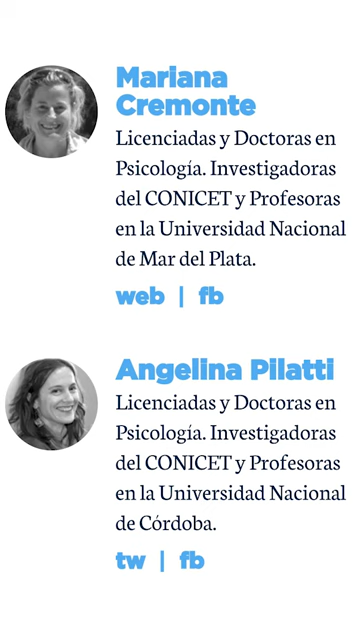 Mariana
Cremonte
Licenciadas y Doctoras en
Psicología. Investigadoras
del CONICET y Profesoras
en la Universidad Nacional
de Mar del Plata.
web | fb
Angelina Pilatti
Licenciadas y Doctoras en
Psicología. Investigadoras
del CONICET y Profesoras
en la Universidad Nacional
de Córdoba.
tw | fb